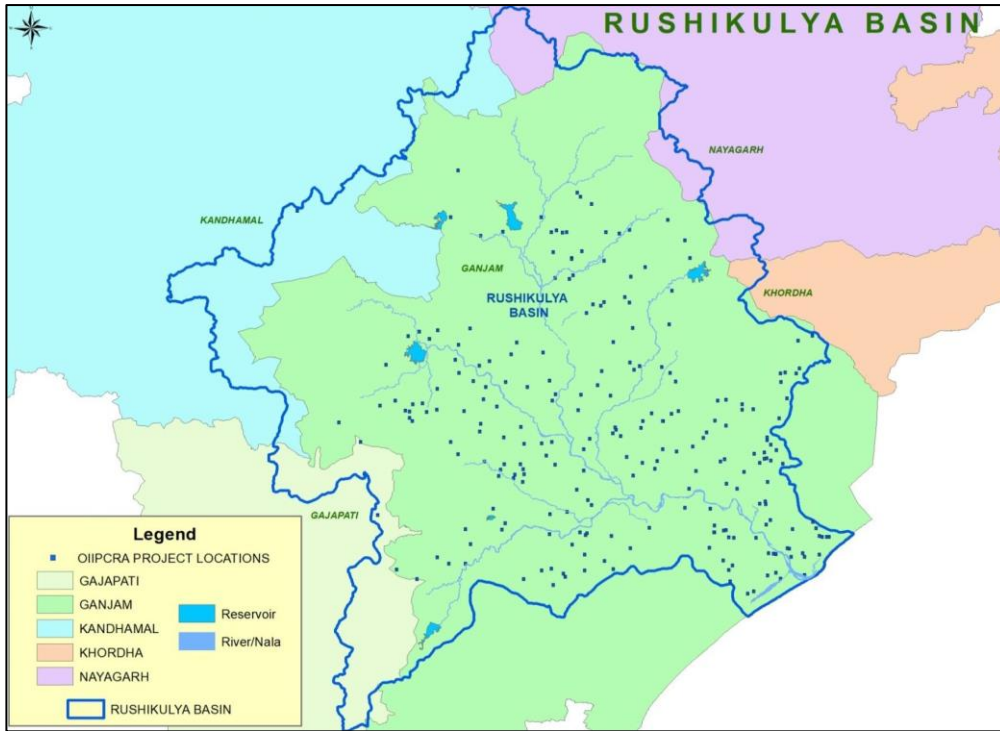 RUSHIKULYA BASIN
NAYAGARH
KANDHAMAL
GANJAM
KHORDHA
RUSHIKULYA
BASIN
GAJAPATI
Legend
OIIPCRA PROJECT LOCATIONS
GAJAPATI
GANJAM
KANDHAMAL
KHORDHA
NAYAGARH
Reservoir
River/Nala
RUSHIKULYA BASIN